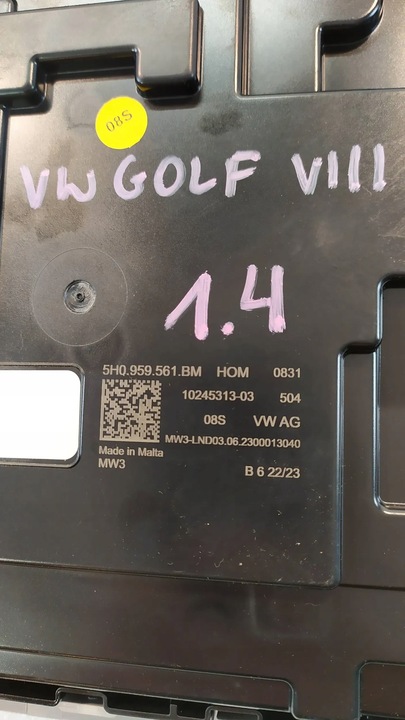 08S
VW GOLF VIII
1.4
5H0.959.561.BM HOM 0831
10245313-03 504
08S VW AG
MW3-LND03.06.2300013040
Made in Malta
MW3 B 6 22/23